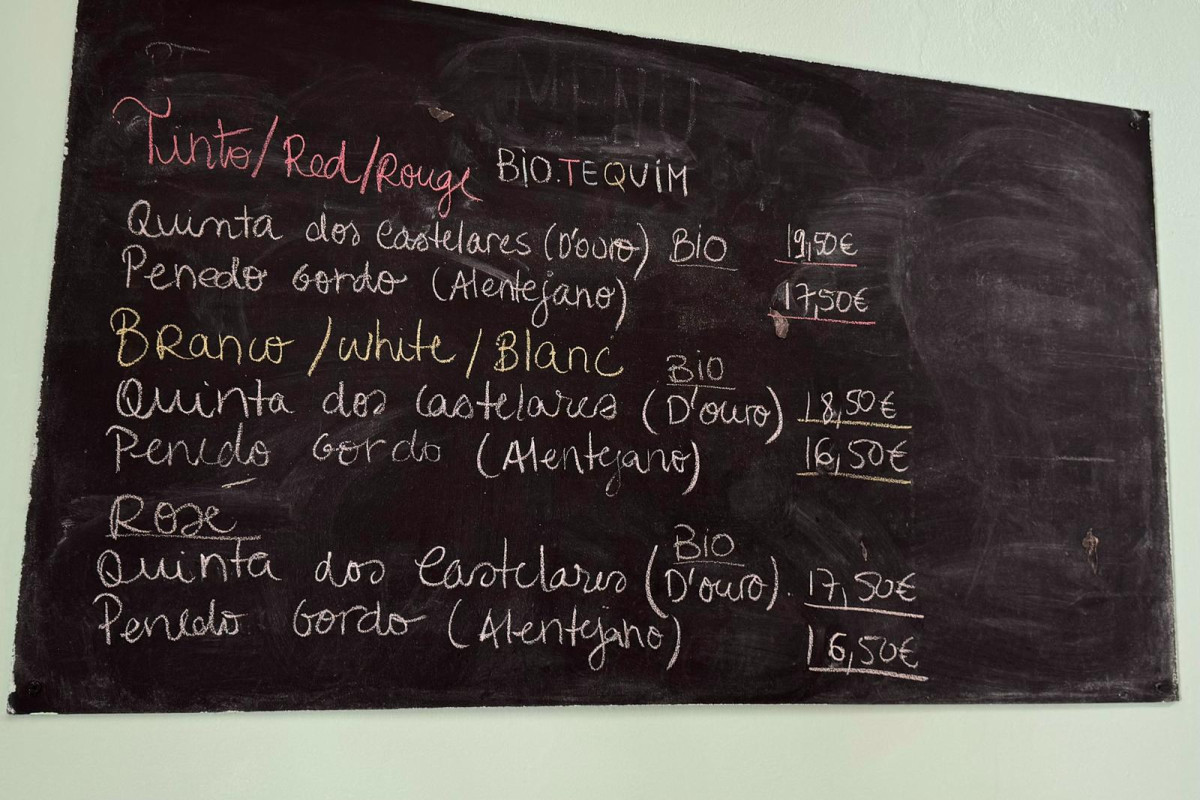 PT
MENU
Tinto/Red/Rouge BIO.TEQUIM
Quinta dos Castelares (D'ouro) BIO 19,50€
Penedo Gordo (Alentejano) 17,50€
Branco/white/Blanc
Quinta dos Castelares (D'ouro) BIO 18,50€
Penedo Gordo (Alentejano) 16,50€
Rose
Quinta dos Castelares (D'ouro). BIO 17,50€
Penedo Gordo (Alentejano) 16,50€